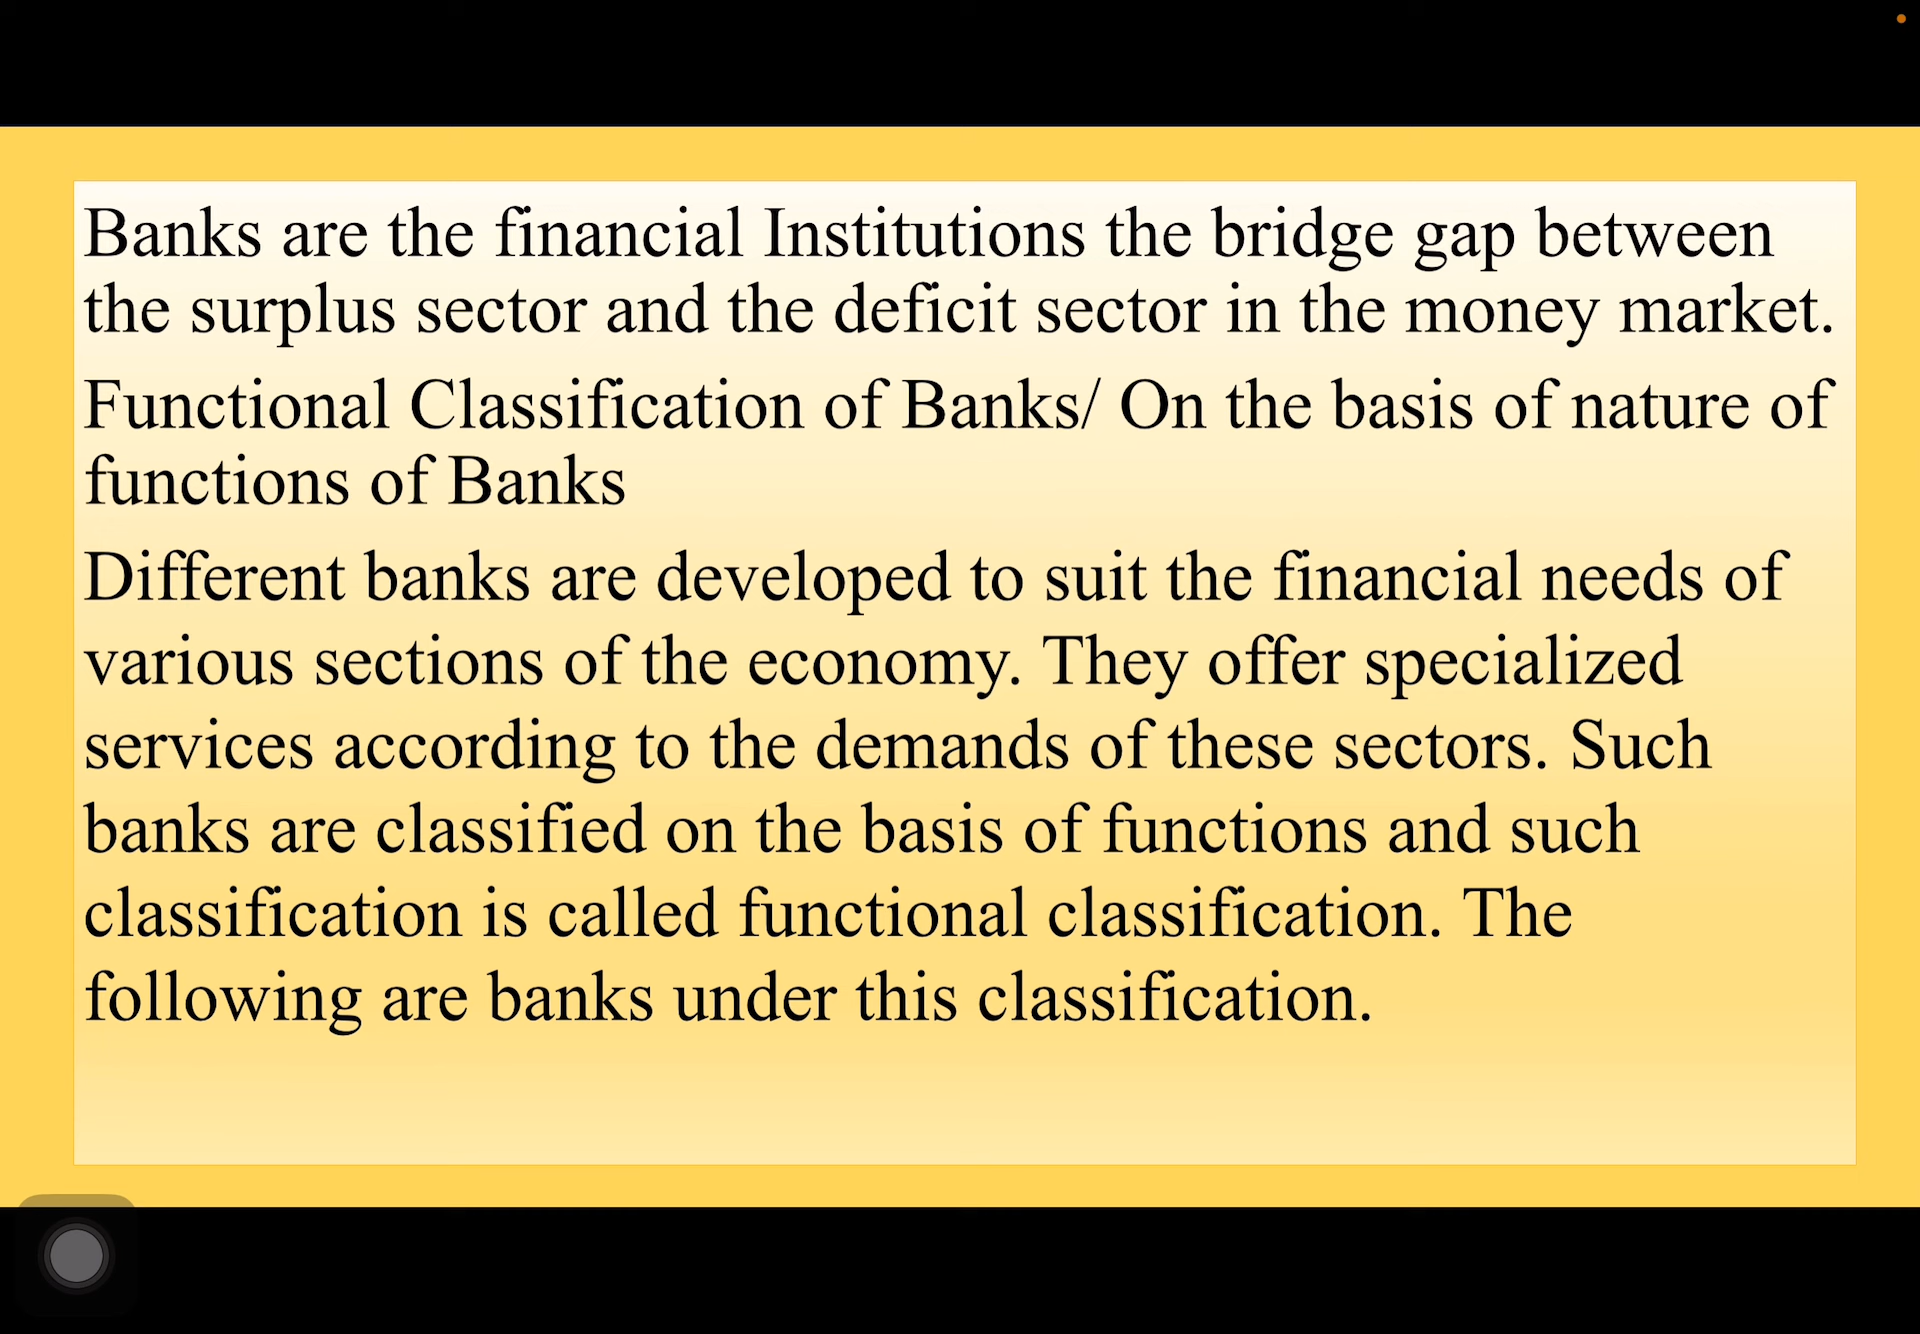 Banks are the financial Institutions the bridge gap between
the surplus sector and the deficit sector in the money market.
Functional Classification of Banks/ On the basis of nature of
functions of Banks
Different banks are developed to suit the financial needs of
various sections of the economy. They offer specialized
services according to the demands of these sectors. Such
banks are classified on the basis of functions and such
classification is called functional classification. The
following are banks under this classification.